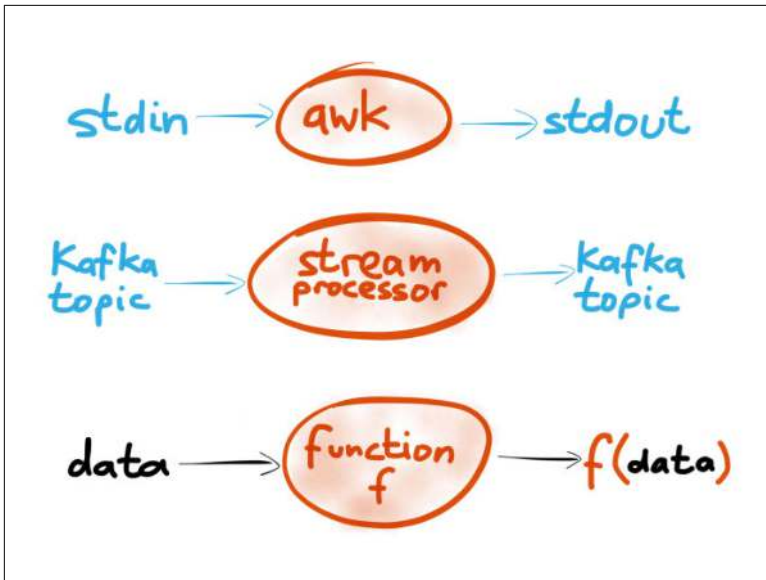 stdin awk stdout
Kafka stream Kafka
topic processor topic
data function f(data)
f